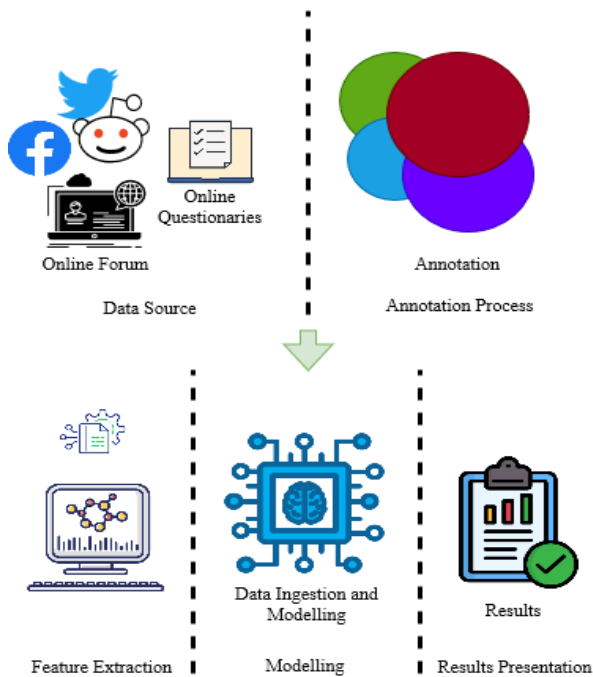 Online
Questionaries
Online Forum
Data Source
Annotation
Annotation Process
Data Ingestion and
Modelling
Results
Feature Extraction
Modelling
Results Presentation